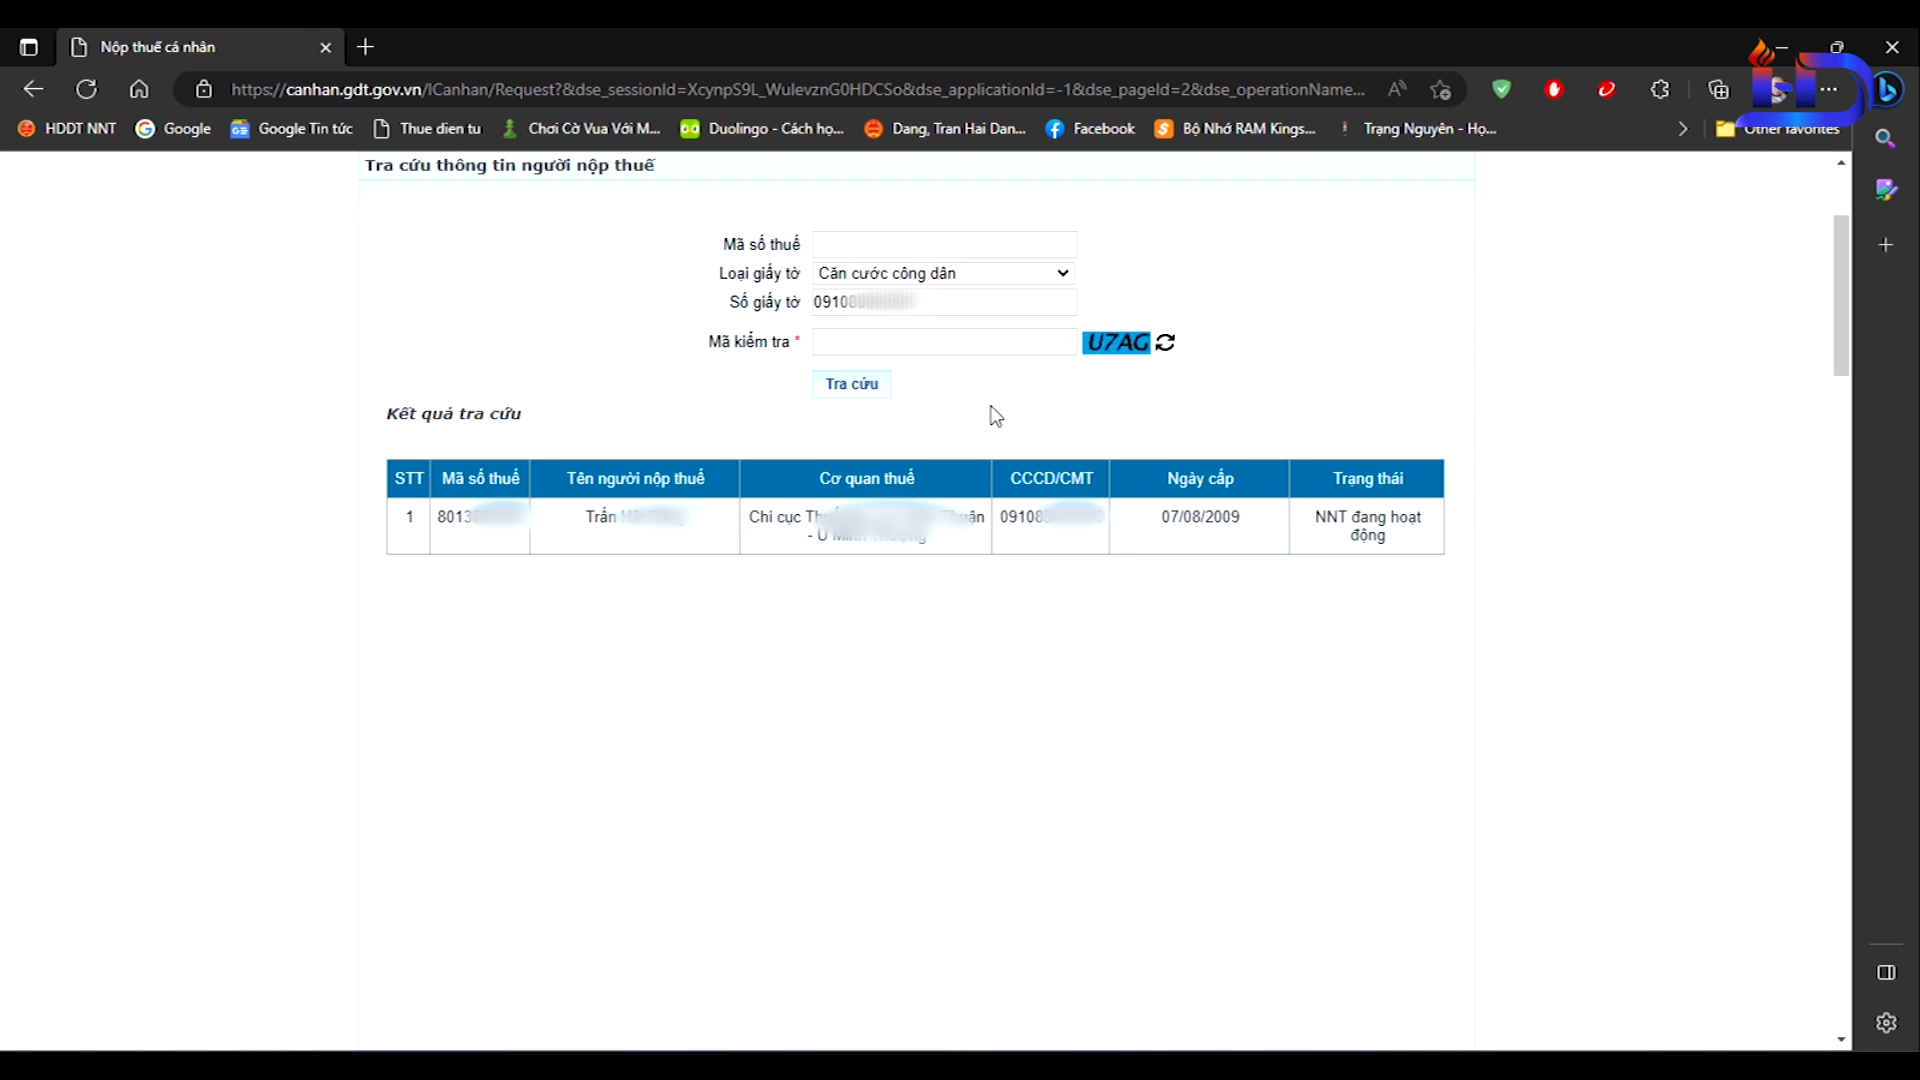 Nộp thuế cá nhân
https://canhan.gdt.gov.vn/ICanhan/Request?&dse_sessionId=XcynpS9L_WulevznG0HDCSo&dse_applicationId=-1&dse_pageId=2&dse_operationName...
HDDT NNT Google Google Tin tức Thue dien tu Chơi Cờ Vua Với M... Duolingo - Cách họ... Dang, Tran Hai Dan... Facebook Bộ Nhớ RAM Kings... Trạng Nguyên - Họ... Other favorites
Tra cứu thông tin người nộp thuế
Mã số thuế
Loại giấy tờ Căn cước công dân
Số giấy tờ 0910
Mã kiểm tra * U7AG
Tra cứu
Kết quả tra cứu
STT Mã số thuế Tên người nộp thuế Cơ quan thuế CCCD/CMT Ngày cấp Trạng thái
1 8013 Trần Chi cục Thuận 09108 07/08/2009 NNT đang hoạt
- U Minh Thượng động